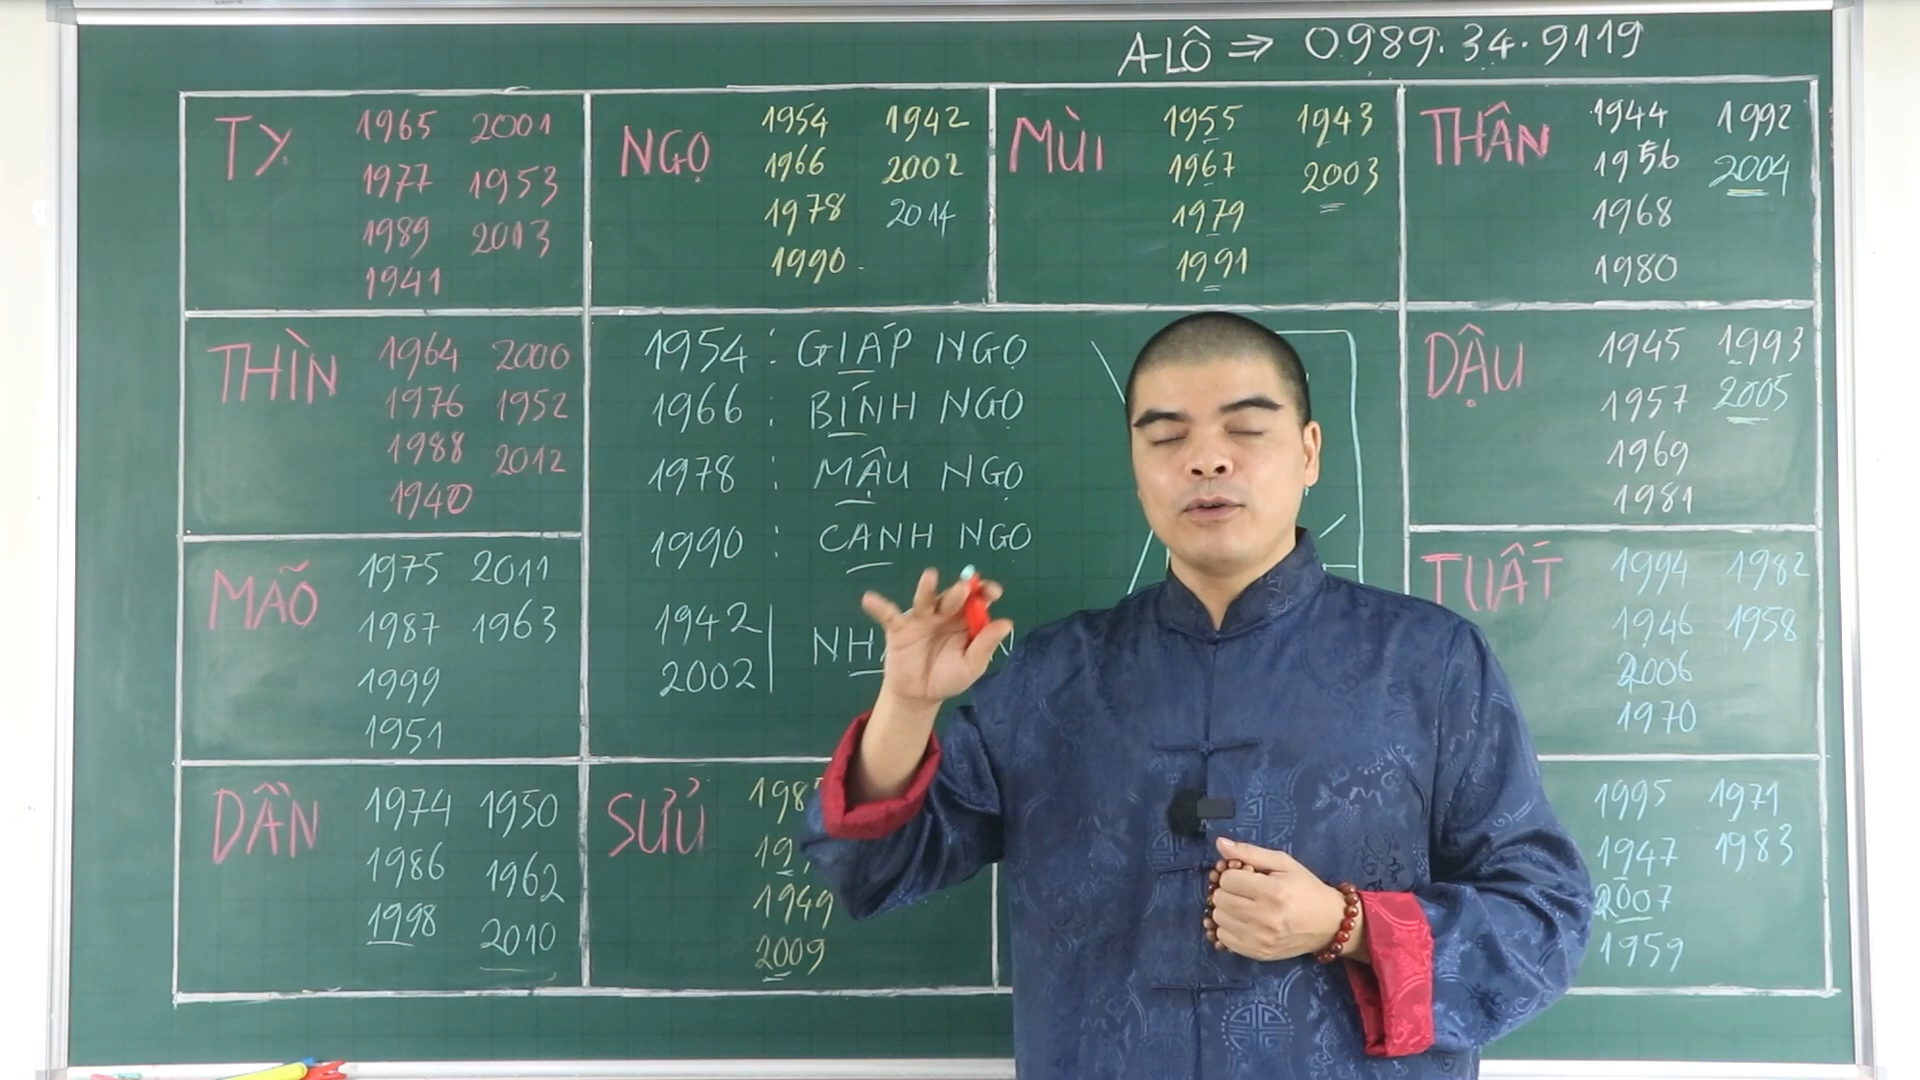 A-LÔ ⇒ 0989.34.9119
TỴ
1965 2001
1977 1953
1989 2013
1941
NGỌ
1954 1942
1966 2002
1978 2014
1990
MÙI
1955 1943
1967 2003
1979
1991
THÂN
1944 1992
1956 2004
1968
1980
THÌN
1964 2000
1976 1952
1988 2012
1940
1954 : GIÁP NGỌ
1966 : BÍNH NGỌ
1978 : MẬU NGỌ
1990 : CANH NGỌ
1942
2002
DẬU
1945 1993
1957 2005
1969
1981
MÃO
1975 2011
1987 1963
1999
1951
TUẤT
1994 1982
1946 1958
2006
1970
DẦN
1974 1950
1986 1962
1998 2010
SỬU
1949
2009
1995 1971
1947 1983
2007
1959